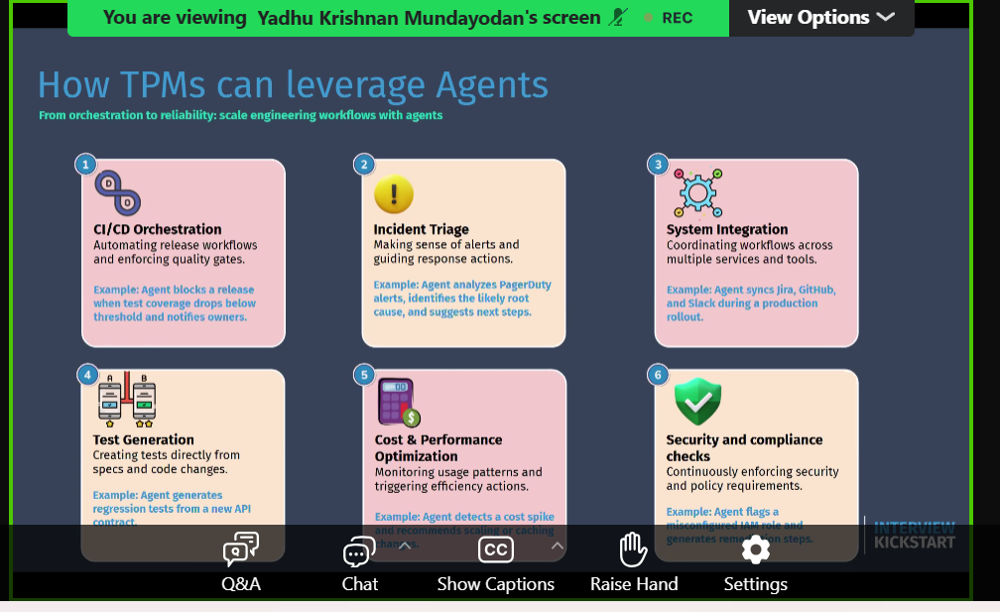 You are viewing Yadhu Krishnan Mundayodan's screen REC View Options
How TPMs can leverage Agents
From orchestration to reliability: scale engineering workflows with agents
1
D
O
CI/CD Orchestration
Automating release workflows
and enforcing quality gates.
Example: Agent blocks a release
when test coverage drops below
threshold and notifies owners.
2
!
Incident Triage
Making sense of alerts and
guiding response actions.
Example: Agent analyzes PagerDuty
alerts, identifies the likely root
cause, and suggests next steps.
3
System Integration
Coordinating workflows across
multiple services and tools.
Example: Agent syncs Jira, GitHub,
and Slack during a production
rollout.
4
A B
Test Generation
Creating tests directly from
specs and code changes.
Example: Agent generates
regression tests from a new API
contract.
5
00
$
Cost & Performance
Optimization
Monitoring usage patterns and
triggering efficiency actions.
Example: Agent detects a cost spike
and recommends scaling or caching
changes.
6
Security and compliance
checks
Continuously enforcing security
and policy requirements.
Example: Agent flags a
misconfigured IAM role and
generates remediation steps.
INTERVIEW
KICKSTART
Q&A
Chat
CC
Show Captions
Raise Hand
Settings